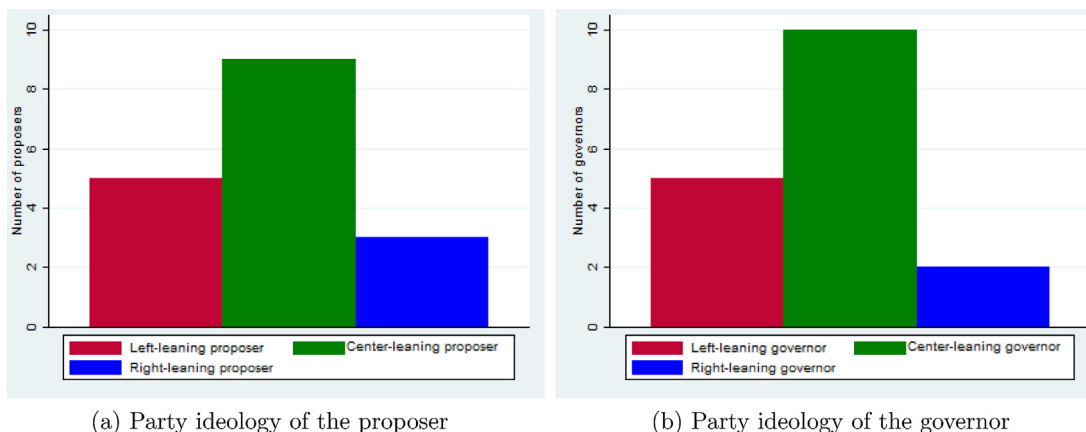 Number of proposers
10
8
6
4
2
0
Left-leaning proposer Center-leaning proposer
Right-leaning proposer
(a) Party ideology of the proposer
Number of governors
10
8
6
4
2
0
Left-leaning governor Center-leaning governor
Right-leaning governor
(b) Party ideology of the governor